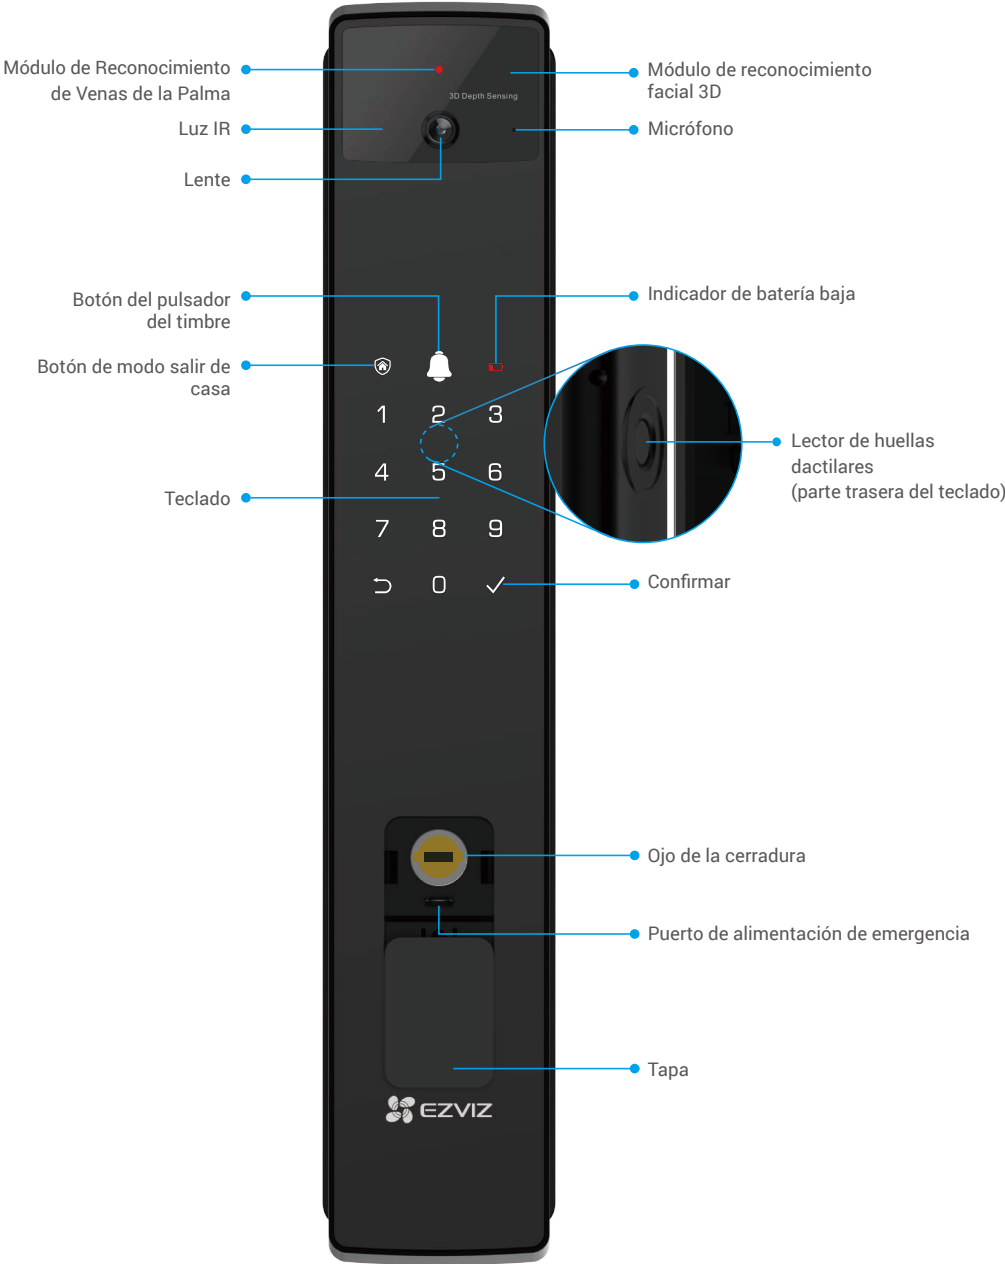 Módulo de Reconocimiento
de Venas de la Palma
Módulo de reconocimiento
facial 3D
3D Depth Sensing
Luz IR
Micrófono
Lente
Botón del pulsador
del timbre
Indicador de batería baja
Botón de modo salir de
casa
1 2 3
Lector de huellas
dactilares
(parte trasera del teclado)
4 5 6
Teclado
7 8 9
0
Confirmar
Ojo de la cerradura
Puerto de alimentación de emergencia
Tapa
EZVIZ